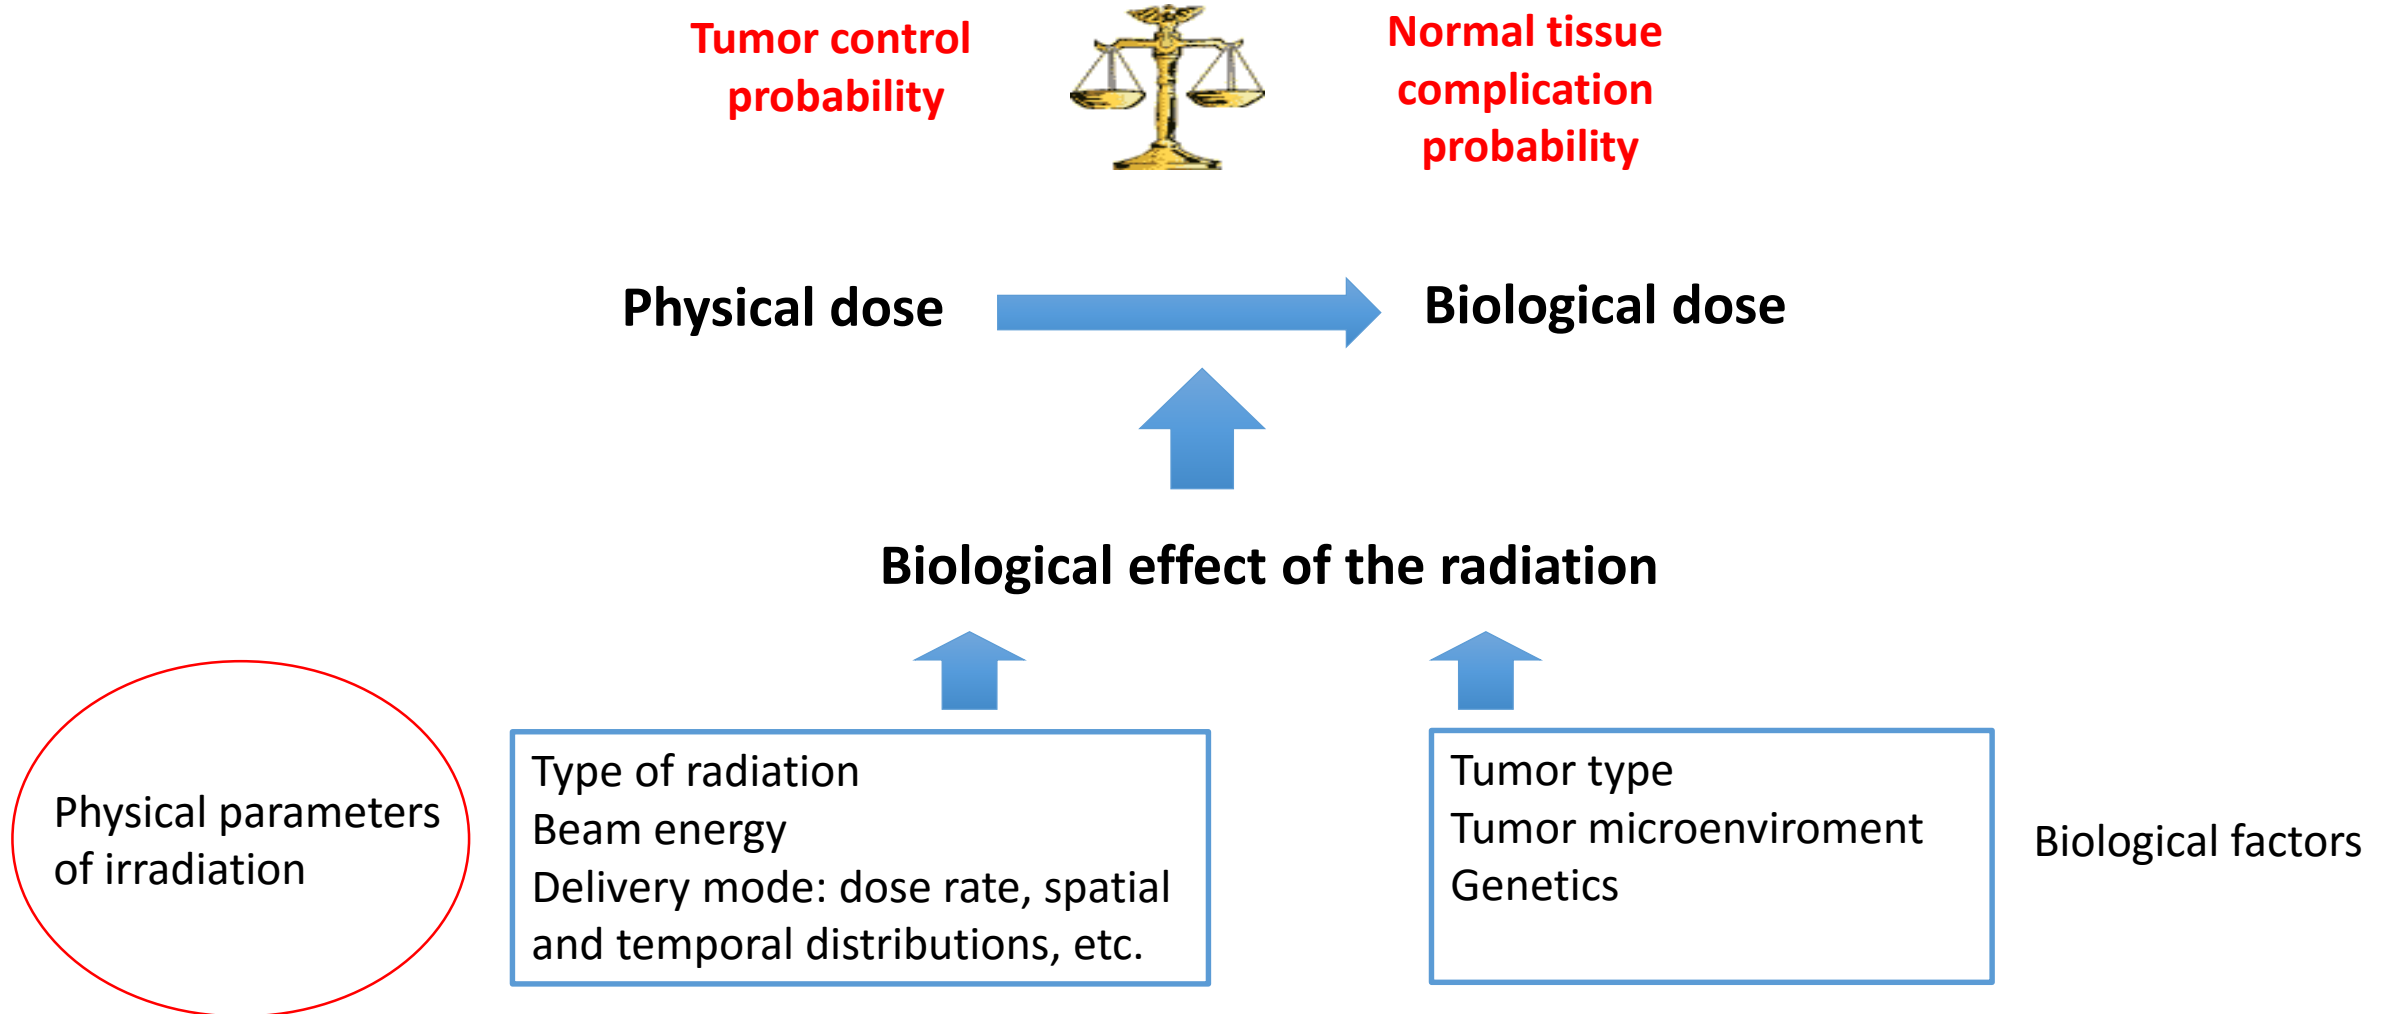 Tumor control
probability
Normal tissue
complication
probability
Physical dose
Biological dose
Biological effect of the radiation
Physical parameters
of irradiation
Type of radiation
Beam energy
Delivery mode: dose rate, spatial
and temporal distributions, etc.
Tumor type
Tumor microenviroment
Genetics
Biological factors